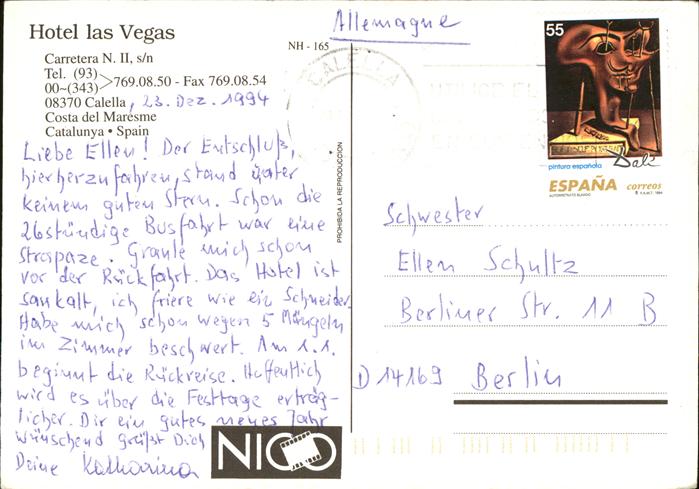 Hotel las Vegas
Carretera N. II, s/n
Tel. (93)
00~(343) >769.08.50 - Fax 769.08.54
08370 Calella, 23. Dez. 1994
Costa del Maresme
Catalunya • Spain
NH - 165
Liebe Ellen! Der Entschluß,
hierherzufahren, stand unter
keinem guten Stern. Schon die
26stündige Busfahrt war eine
Strapaze. Graule mich schon
vor der Rückfahrt. Das Hotel ist
saukalt, ich friere wie ein Schneider.
Habe mich schon wegen 5 Mängeln
im Zimmer beschwert. Am 1.1.
beginnt die Rückreise. Hoffentlich
wird es über die Festtage erträg-
licher. Dir ein gutes neues Jahr
wünschend grüßt Dich
Deine Katharina
NICO
PROHIBIDA LA REPRODUCCION
Allemagne
CALELLA
55
Dalí
pintura española
ESPAÑA correos
AUTORRETRATO BLANDO
F.N.M.T. 1994
Schwester
Ellen Schultz
Berliner Str. 11 B
D 14169 Berlin